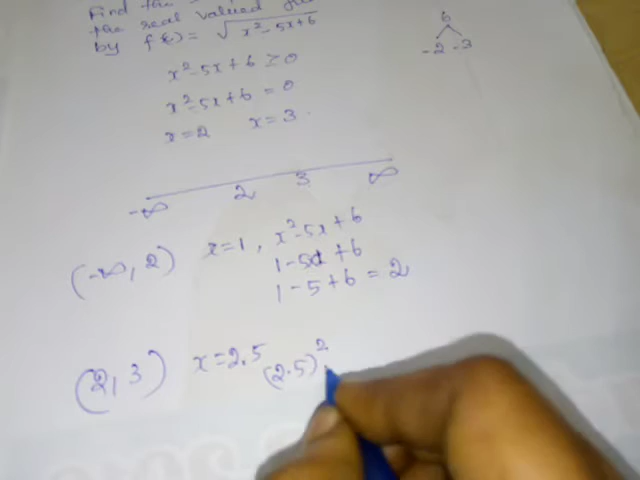 Find the
the real valued
by f(x) = √x²-5x+6
6
-2 -3
x²-5x+6 ≥ 0
x²-5x+6 = 0
x=2 x=3
-∞ 2 3 ∞
(-∞, 2) x=1, x²-5x+6
1-5x+6
1-5+6 = 2
(2, 3) x=2.5 (2.5)²